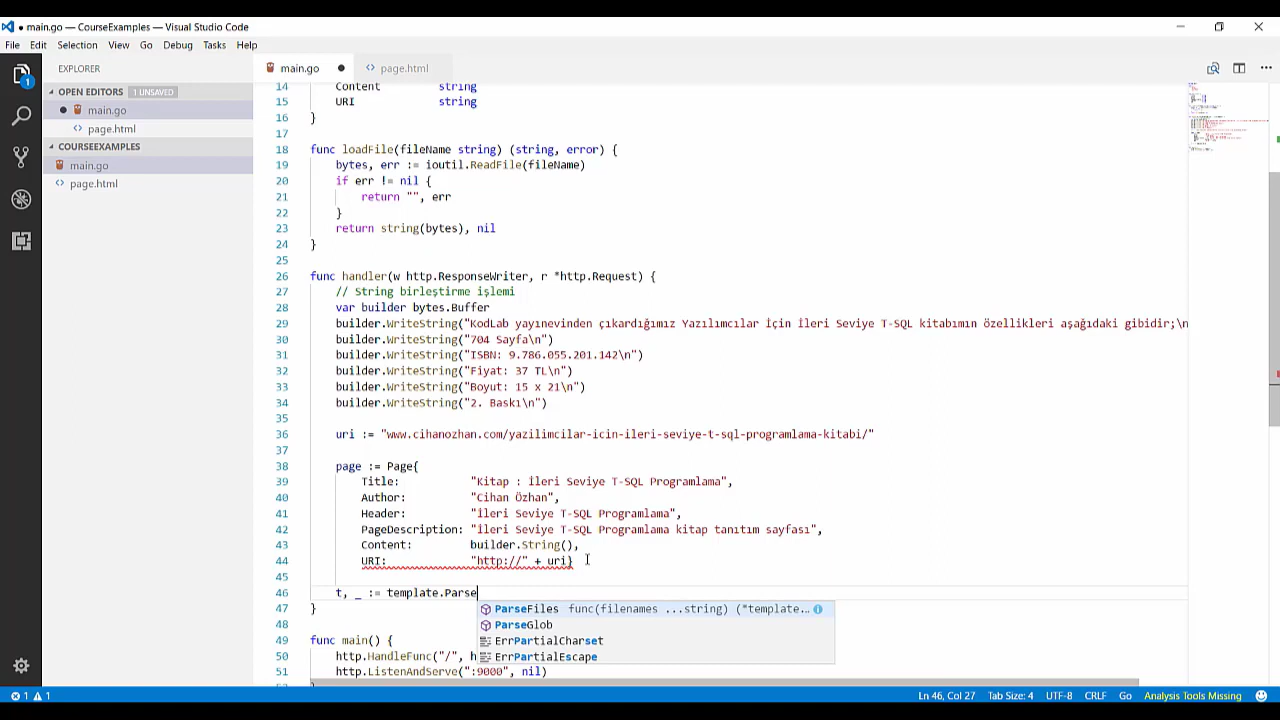 main.go — CourseExamples — Visual Studio Code
File Edit Selection View Go Debug Tasks Help
EXPLORER
main.go
page.html
OPEN EDITORS 1 UNSAVED
main.go
page.html
COURSEEXAMPLES
main.go
page.html
14 Content string
15 URI string
16 }
17
18 func loadFile(fileName string) (string, error) {
19 bytes, err := ioutil.ReadFile(fileName)
20 if err != nil {
21 return "", err
22 }
23 return string(bytes), nil
24 }
25
26 func handler(w http.ResponseWriter, r *http.Request) {
27 // String birleştirme işlemi
28 var builder bytes.Buffer
29 builder.WriteString("KodLab yayınevinden çıkardığımız Yazılımcılar İçin İleri Seviye T-SQL kitabımın özellikleri aşağıdaki gibidir;\n
30 builder.WriteString("704 Sayfa\n")
31 builder.WriteString("ISBN: 9.786.055.201.142\n")
32 builder.WriteString("Fiyat: 37 TL\n")
33 builder.WriteString("Boyut: 15 x 21\n")
34 builder.WriteString("2. Baskı\n")
35
36 uri := "www.cihanozhan.com/yazilimcilar-icin-ileri-seviye-t-sql-programlama-kitabi/"
37
38 page := Page{
39 Title: "Kitap : İleri Seviye T-SQL Programlama",
40 Author: "Cihan Özhan",
41 Header: "İleri Seviye T-SQL Programlama",
42 PageDescription: "İleri Seviye T-SQL Programlama kitap tanıtım sayfası",
43 Content: builder.String(),
44 URI: "http://" + uri}
45
46 t, _ := template.Parse
47 }
ParseFiles func(filenames ...string) ("template...
48
ParseGlob
ErrPartialCharset
49 func main() {
50 http.HandleFunc("/", h
ErrPartialEscape
51 http.ListenAndServe(":9000", nil)
1 1 Ln 46, Col 27 Tab Size: 4 UTF-8 CRLF Go Analysis Tools Missing